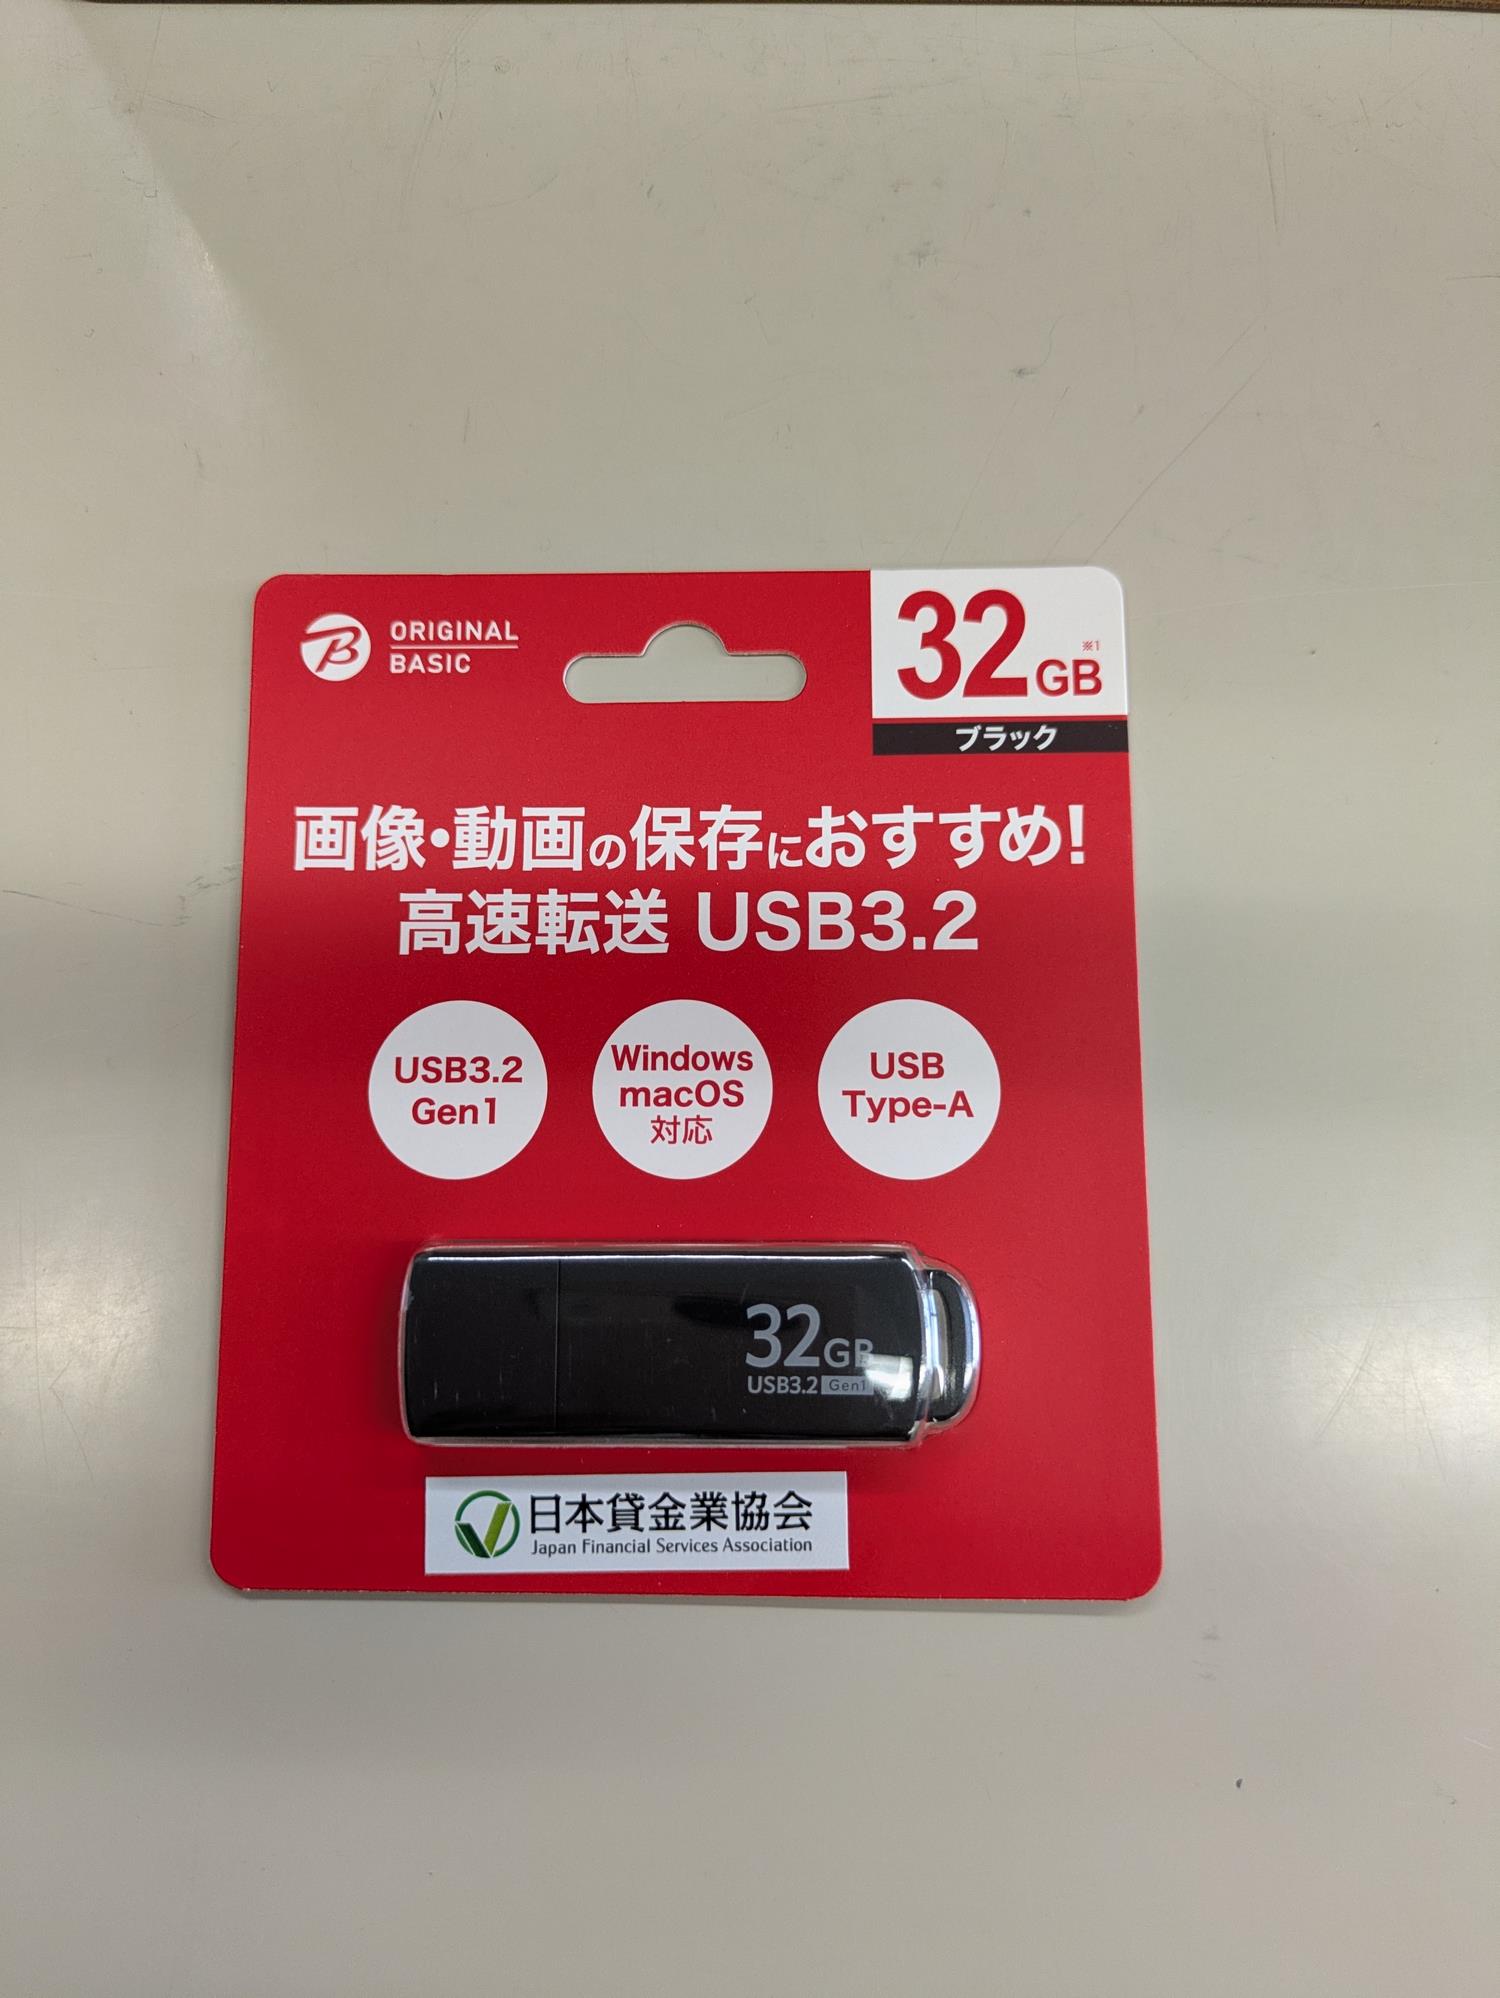 ORIGINAL
BASIC
32GB ※1
ブラック
画像・動画の保存におすすめ!
高速転送 USB3.2
USB3.2
Gen1
Windows
macOS
対応
USB
Type-A
32GB
USB3.2 Gen1
日本貸金業協会
Japan Financial Services Association